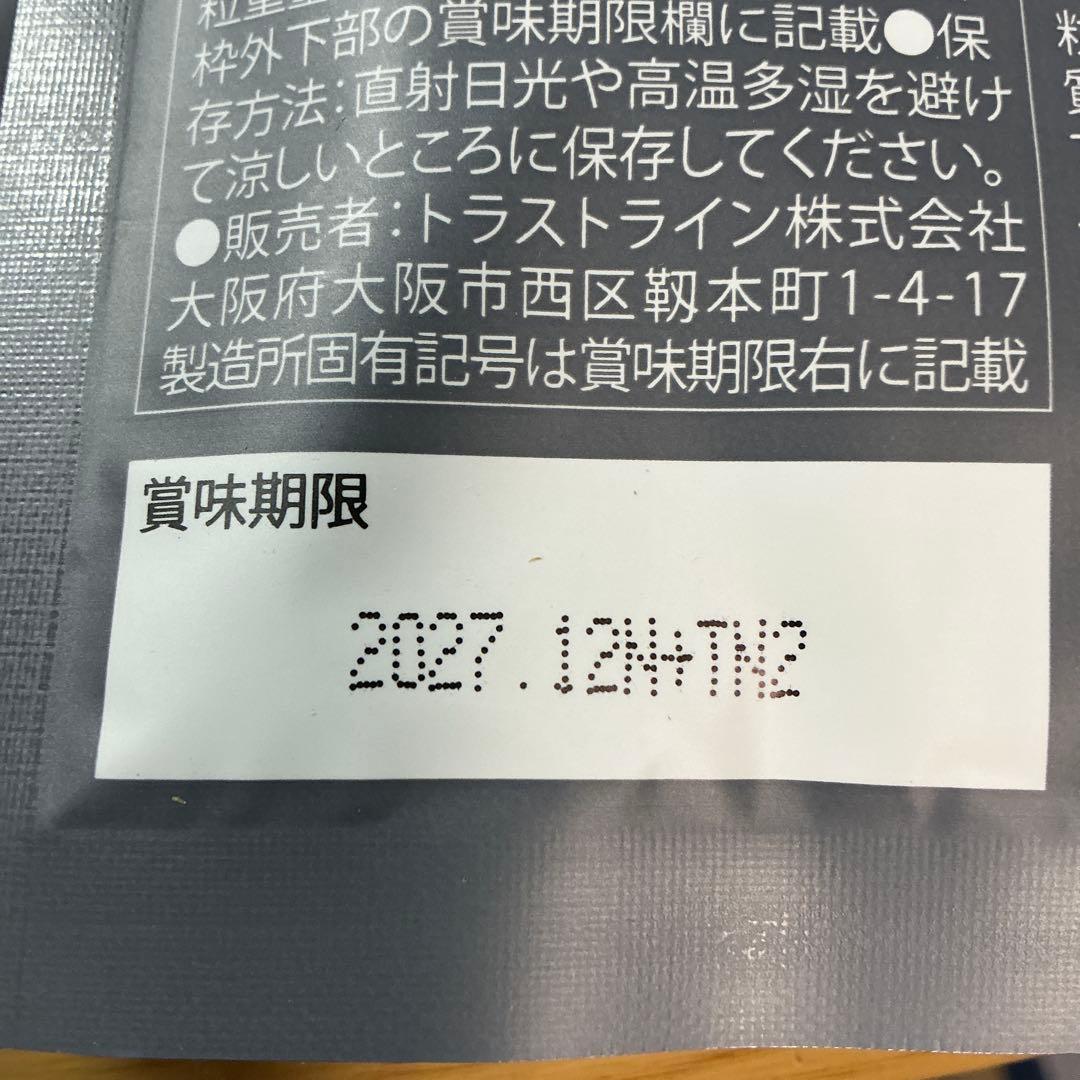 枠外下部の賞味期限欄に記載●保
存方法：直射日光や高温多湿を避け
て涼しいところに保存してください。
●販売者：トラストライン株式会社
大阪府大阪市西区靱本町1-4-17
製造所固有記号は賞味期限右に記載
賞味期限
2027.12N+TN2